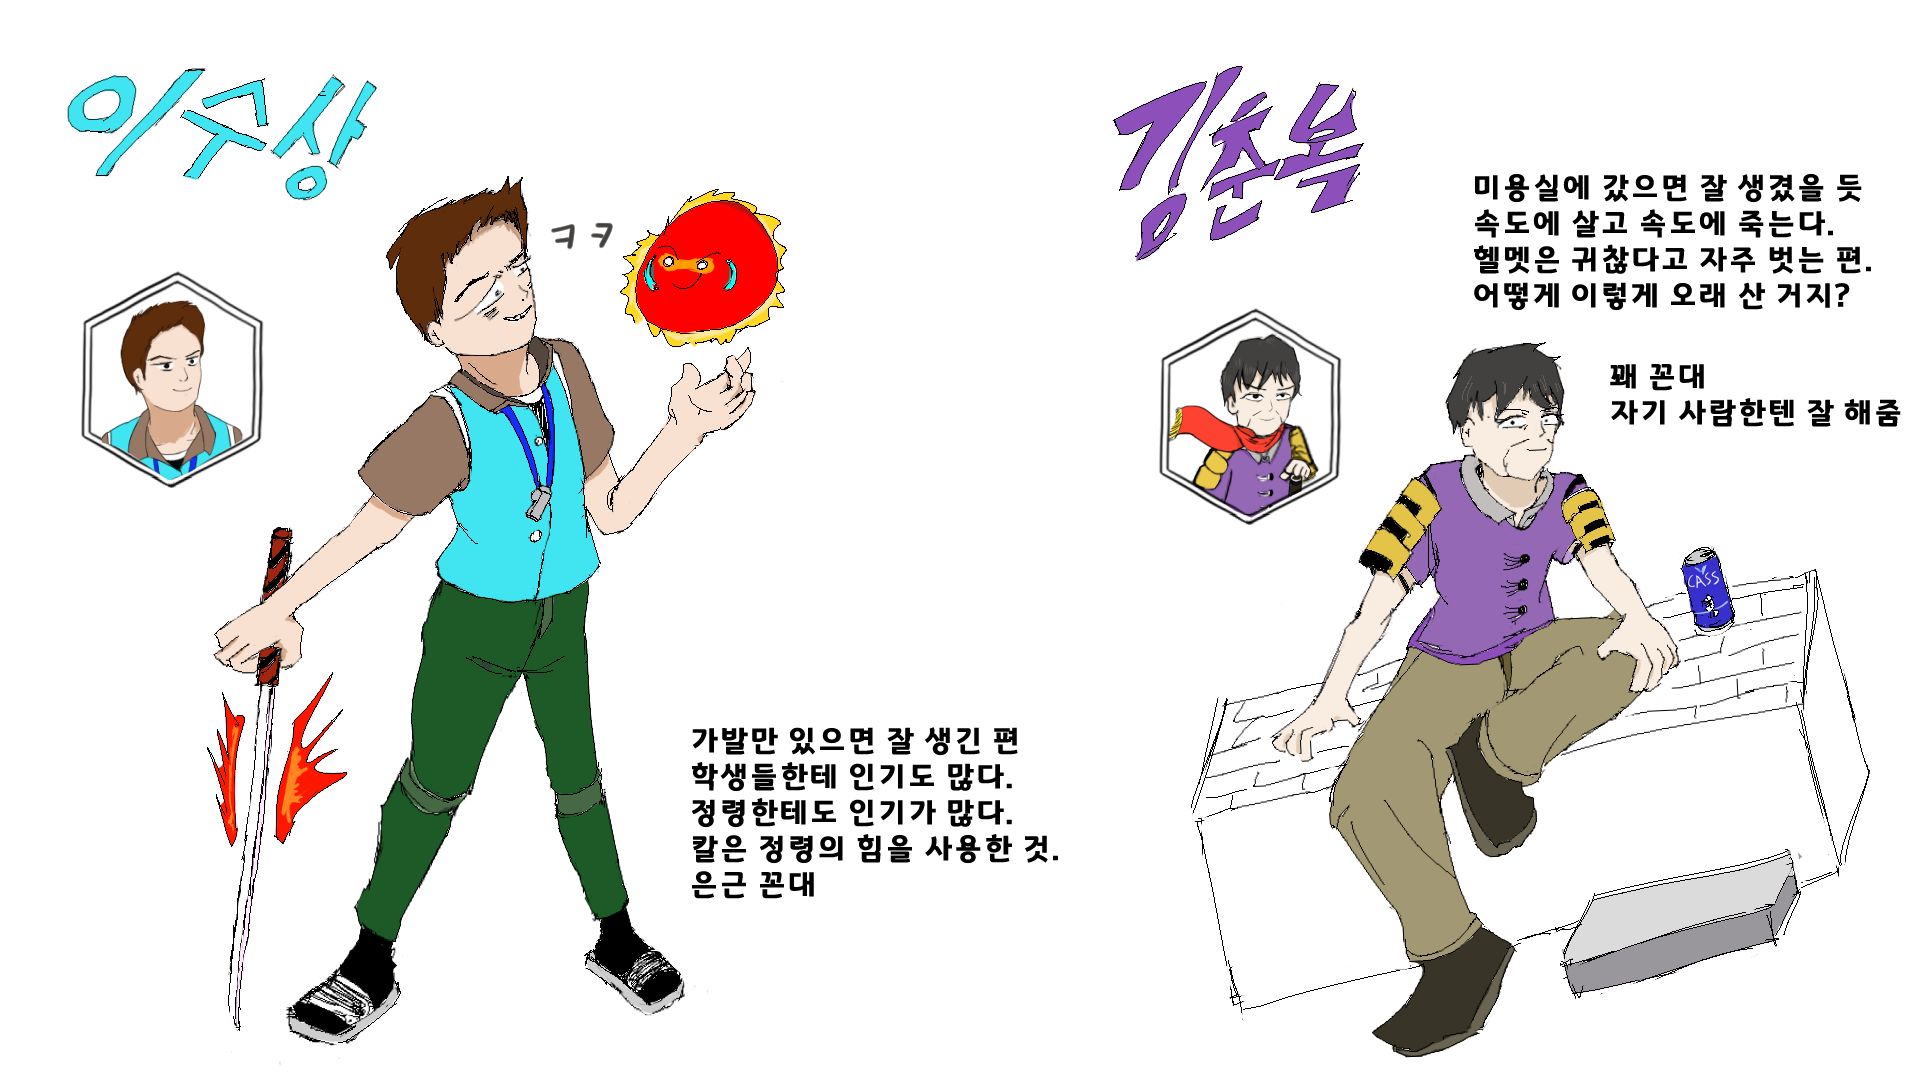 이수상
ㅋㅋ
가발만 있으면 잘 생긴 편
학생들한테 인기도 많다.
정령한테도 인기가 많다.
칼은 정령의 힘을 사용한 것.
은근 꼰대
김춘복
미용실에 갔으면 잘 생겼을 듯
속도에 살고 속도에 죽는다.
헬멧은 귀찮다고 자주 벗는 편.
어떻게 이렇게 오래 산 거지?
꽤 꼰대
자기 사람한텐 잘 해줌
CASS